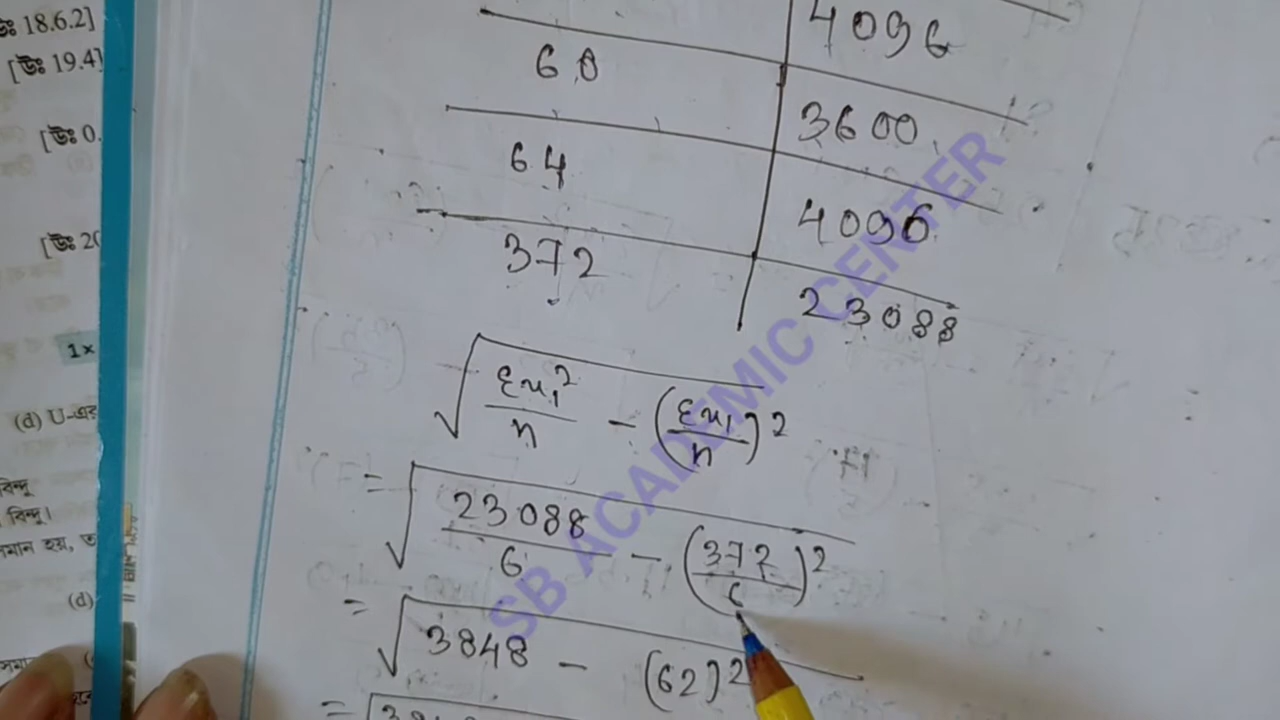 18.6.2]
[উঃ 19.4]
[উঃ 0.
[উঃ 2(
1×
(d) U-এর
বিন্দু
বিন্দু।
সমান হয়, ত
(d)
4096
60 3600
64 4096
372 23088
√ Σx₁²/n - (Σx₁/n)²
= √ 23088/6 - (372/6)²
= √ 3848 - (62)²
=
SB ACADEMIC CENTER